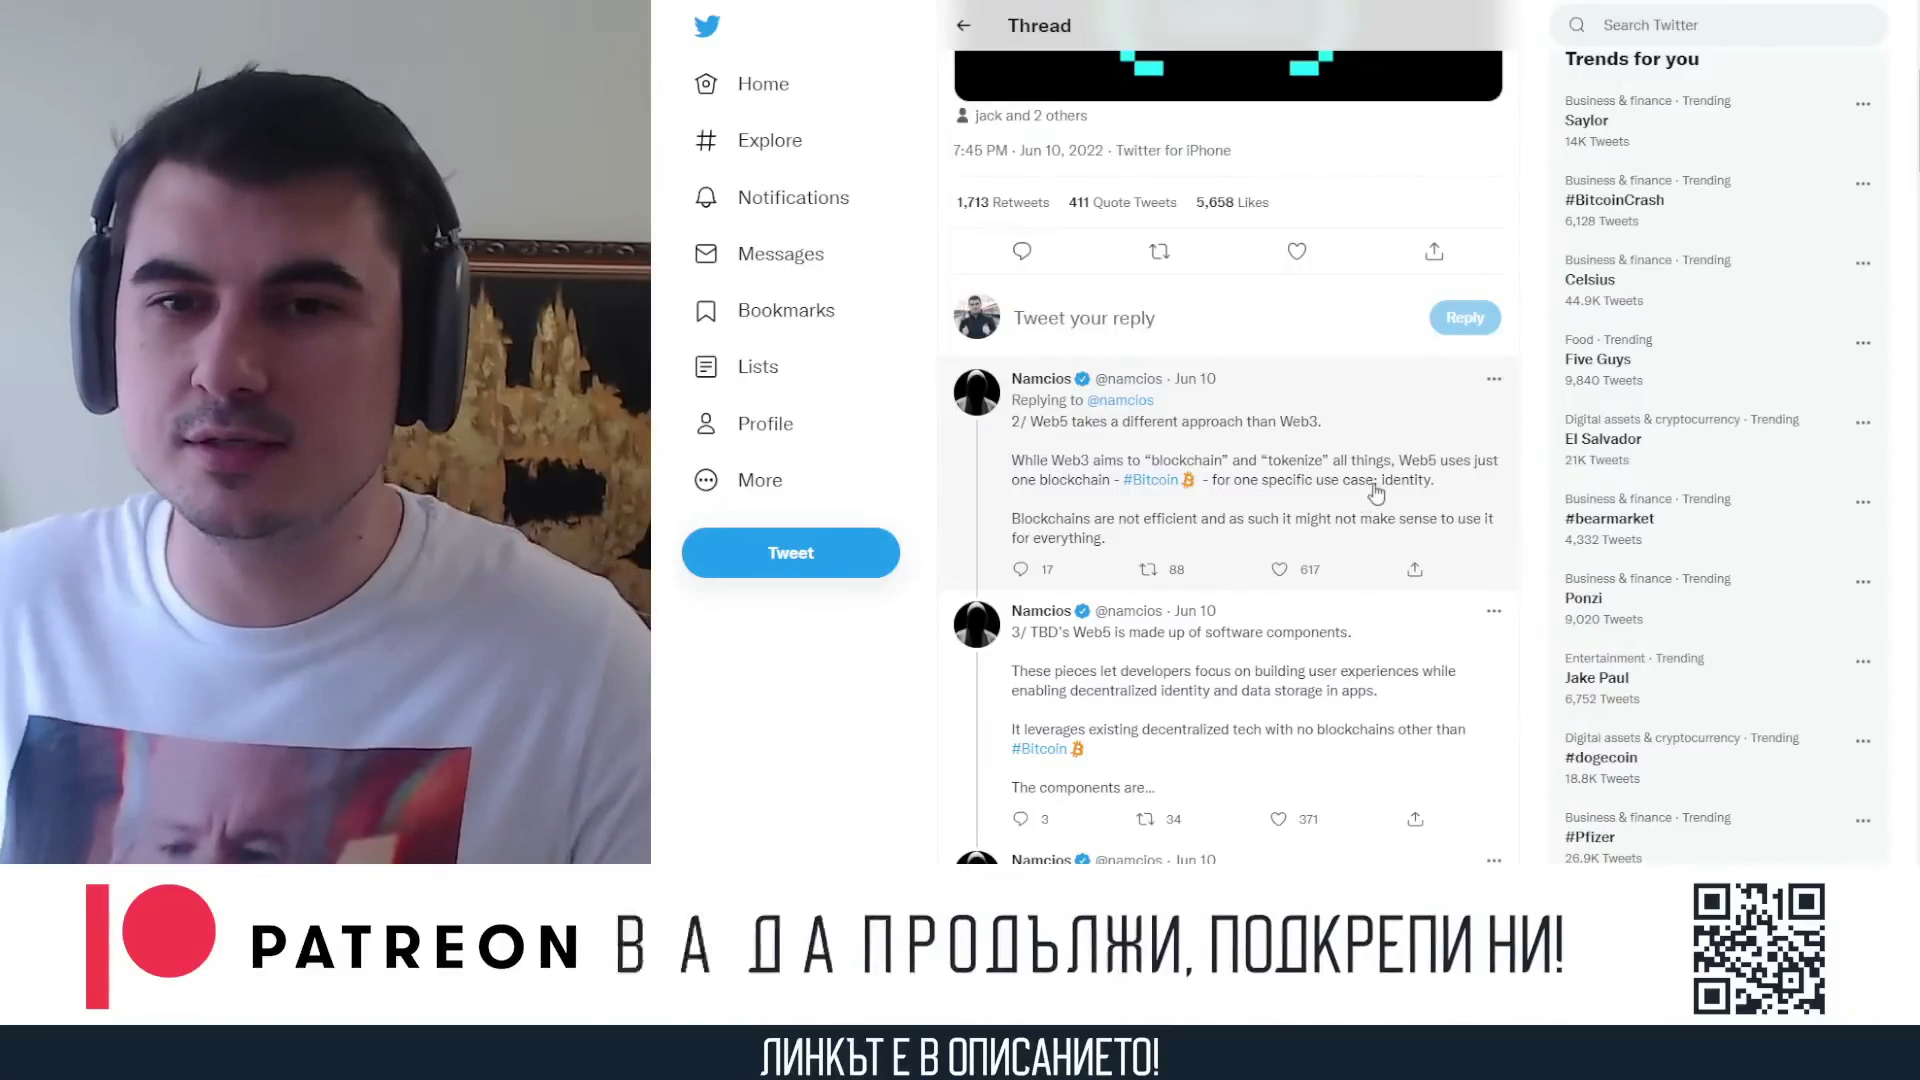 Home
Explore
Notifications
Messages
Bookmarks
Lists
Profile
More
Tweet
Thread
jack and 2 others
7:45 PM · Jun 10, 2022 · Twitter for iPhone
1,713 Retweets 411 Quote Tweets 5,658 Likes
Tweet your reply
Reply
Namcios @namcios · Jun 10
Replying to @namcios
2/ Web5 takes a different approach than Web3.
While Web3 aims to “blockchain” and “tokenize” all things, Web5 uses just
one blockchain - #Bitcoin - for one specific use case: identity.
Blockchains are not efficient and as such it might not make sense to use it
for everything.
17 88 617
Namcios @namcios · Jun 10
3/ TBD's Web5 is made up of software components.
These pieces let developers focus on building user experiences while
enabling decentralized identity and data storage in apps.
It leverages existing decentralized tech with no blockchains other than
#Bitcoin
The components are...
3 34 371
Namcios @namcios · Jun 10
Search Twitter
Trends for you
Business & finance · Trending
Saylor
14K Tweets
Business & finance · Trending
#BitcoinCrash
6,128 Tweets
Business & finance · Trending
Celsius
44.9K Tweets
Food · Trending
Five Guys
9,840 Tweets
Digital assets & cryptocurrency · Trending
El Salvador
21K Tweets
Business & finance · Trending
#bearmarket
4,332 Tweets
Business & finance · Trending
Ponzi
9,020 Tweets
Entertainment · Trending
Jake Paul
6,752 Tweets
Digital assets & cryptocurrency · Trending
#dogecoin
18.8K Tweets
Business & finance · Trending
#Pfizer
26.9K Tweets
PATREON В А ДА ПРОДЪЛЖИ, ПОДКРЕПИ НИ!
ЛИНКЪТ Е В ОПИСАНИЕТО!